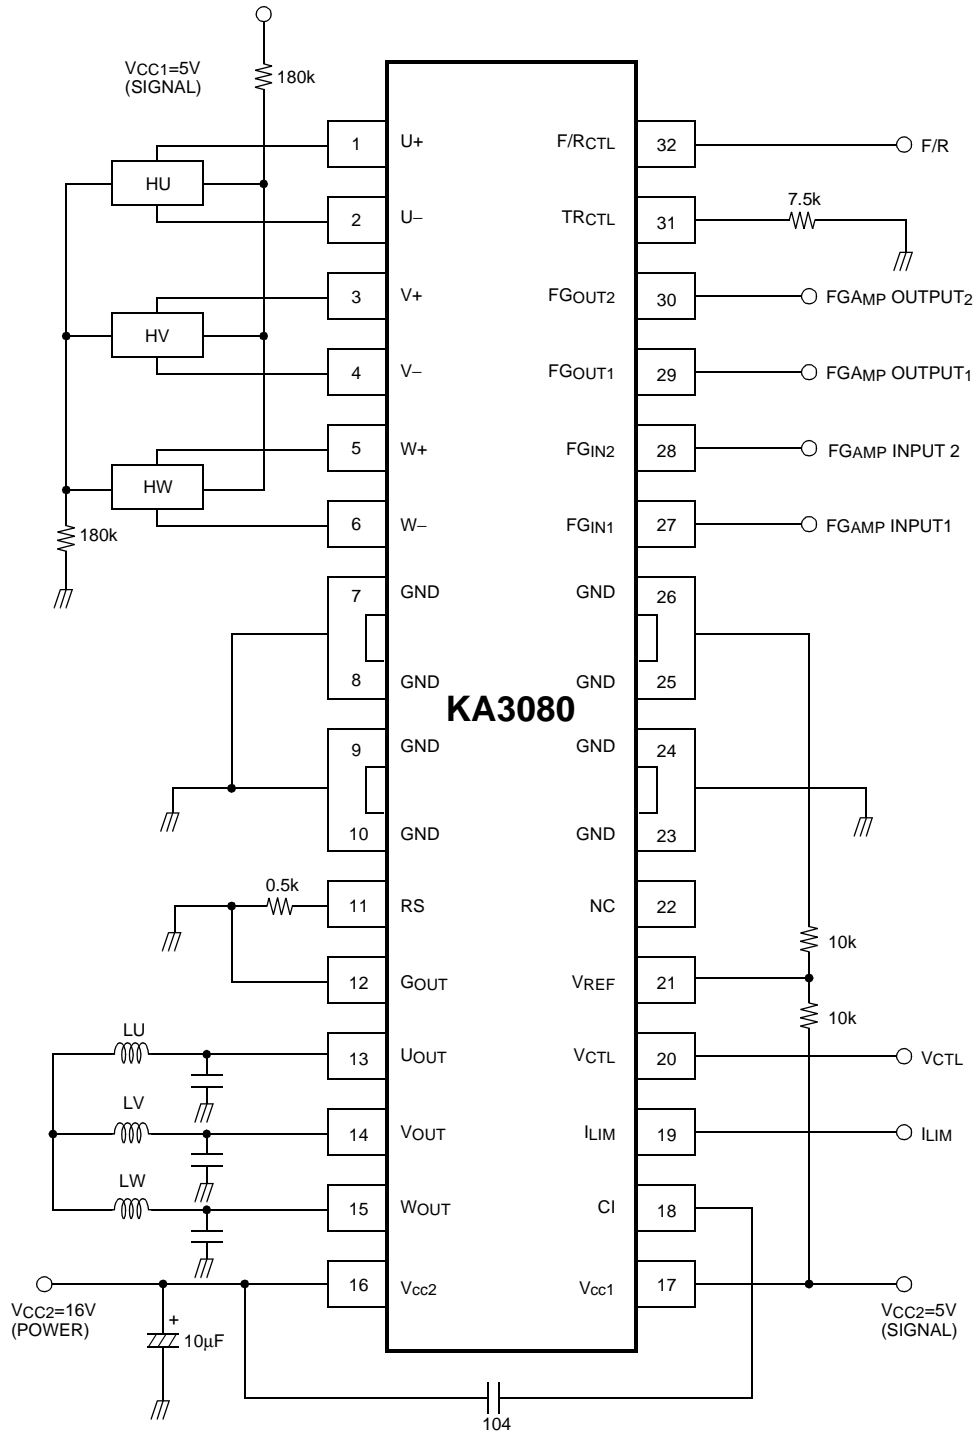 VCC1=5V
(SIGNAL)
180k
HU
HV
HW
180k
1 U+ F/RCTL 32 F/R
2 U− TRCTL 31 7.5k
3 V+ FGOUT2 30 FGAMP OUTPUT2
4 V− FGOUT1 29 FGAMP OUTPUT1
5 W+ FGIN2 28 FGAMP INPUT 2
6 W− FGIN1 27 FGAMP INPUT1
7 GND GND 26
8 GND GND 25
KA3080
9 GND GND 24
10 GND GND 23
0.5k 11 RS NC 22
10k
12 GOUT VREF 21
10k
LU 13 UOUT VCTL 20 VCTL
LV 14 VOUT ILIM 19 ILIM
LW 15 WOUT CI 18
16 Vcc2 Vcc1 17
VCC2=16V
(POWER)
+
10µF
VCC2=5V
(SIGNAL)
104